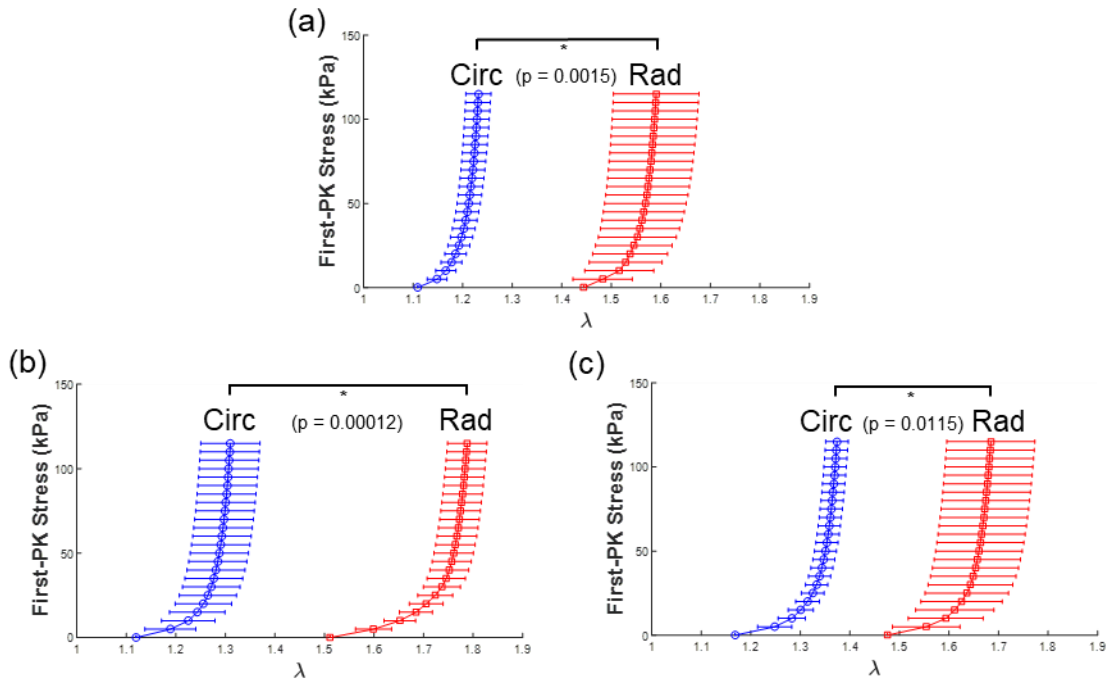 (a)
*
Circ (p = 0.0015) Rad
150
100
50
0
First-PK Stress (kPa)
1 1.1 1.2 1.3 1.4 1.5 1.6 1.7 1.8 1.9
λ
(b)
*
Circ (p = 0.00012) Rad
150
100
50
0
First-PK Stress (kPa)
1 1.1 1.2 1.3 1.4 1.5 1.6 1.7 1.8 1.9
λ
(c)
*
Circ (p = 0.0115) Rad
150
100
50
0
First-PK Stress (kPa)
1 1.1 1.2 1.3 1.4 1.5 1.6 1.7 1.8 1.9
λ